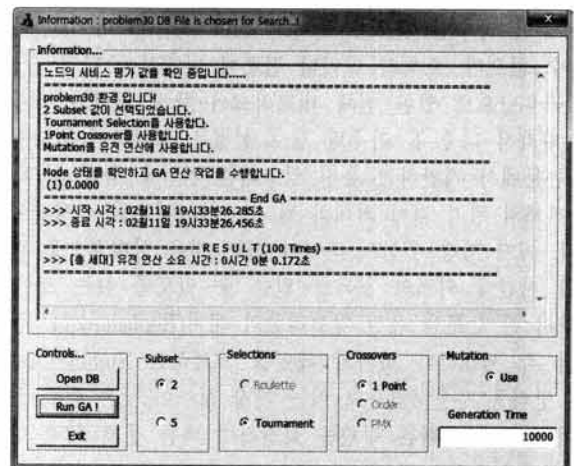 Information : problem30 DB File is chosen for Search..!
Information...
노드의 서비스 평가 값를 확인 중입니다.....
problem30 환경 입니다!
2 Subset 값이 선택되었습니다.
Tournament Selection를 사용합다.
1Point Crossover를 사용합니다.
Mutation를 유전 연산에 사용합니다.
Node 상태를 확인하고 GA 연산 작업을 수행합니다.
(1) 0.0000
End GA
>>> 시작 시각 : 02월11일 19시33분26.285초
>>> 종료 시각 : 02월11일 19시33분26.456초
R E S U L T (100 Times)
>>> [총 세대] 유전 연산 소요 시간 : 0시간 0분 0.172초
Controls...
Open DB
Run GA !
Exit
Subset
2
5
Selections
Roulette
Tournament
Crossovers
1 Point
Order
PMX
Mutation
Use
Generation Time
10000